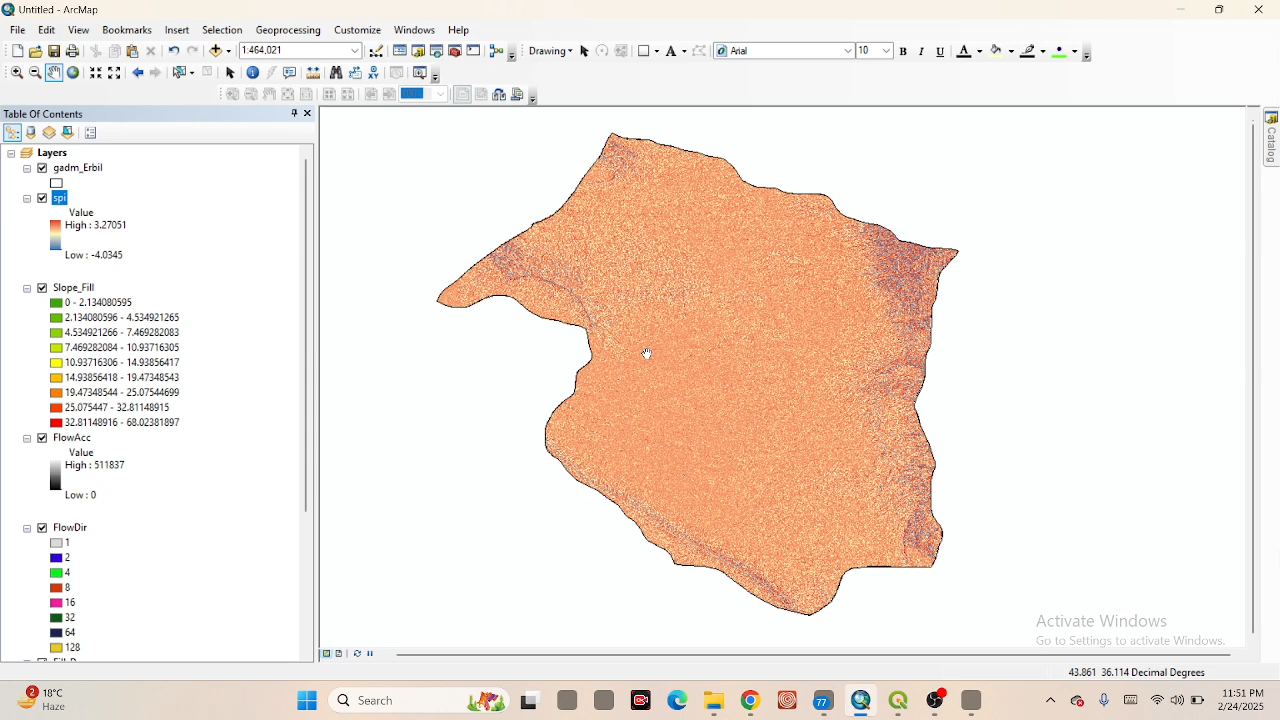 Untitled - ArcMap
File Edit View Bookmarks Insert Selection Geoprocessing Customize Windows Help
1:464,021 Drawing Arial 10 B I U A
Table Of Contents
Layers
gadm_Erbil
spi
Value
High : 3.27051
Low : -4.0345
Slope_Fill
0 - 2.134080595
2.134080596 - 4.534921265
4.534921266 - 7.469282083
7.469282084 - 10.93716305
10.93716306 - 14.93856417
14.93856418 - 19.47348543
19.47348544 - 25.07544699
25.075447 - 32.81148915
32.81148916 - 68.02381897
FlowAcc
Value
High : 511837
Low : 0
FlowDir
1
2
4
8
16
32
64
128
Catalog
Activate Windows
Go to Settings to activate Windows.
43.861 36.114 Decimal Degrees
2
18°C
Haze
Search
77
11:51 PM
2/24/2025